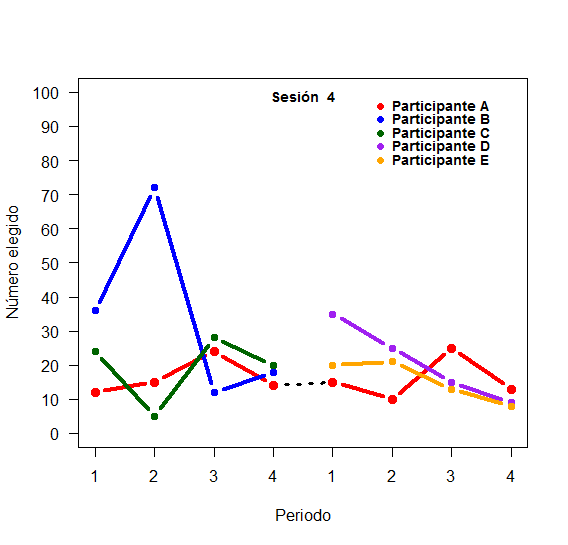 Sesión 4
Participante A
Participante B
Participante C
Participante D
Participante E
Número elegido
100
90
80
70
60
50
40
30
20
10
0
1 2 3 4 1 2 3 4
Periodo